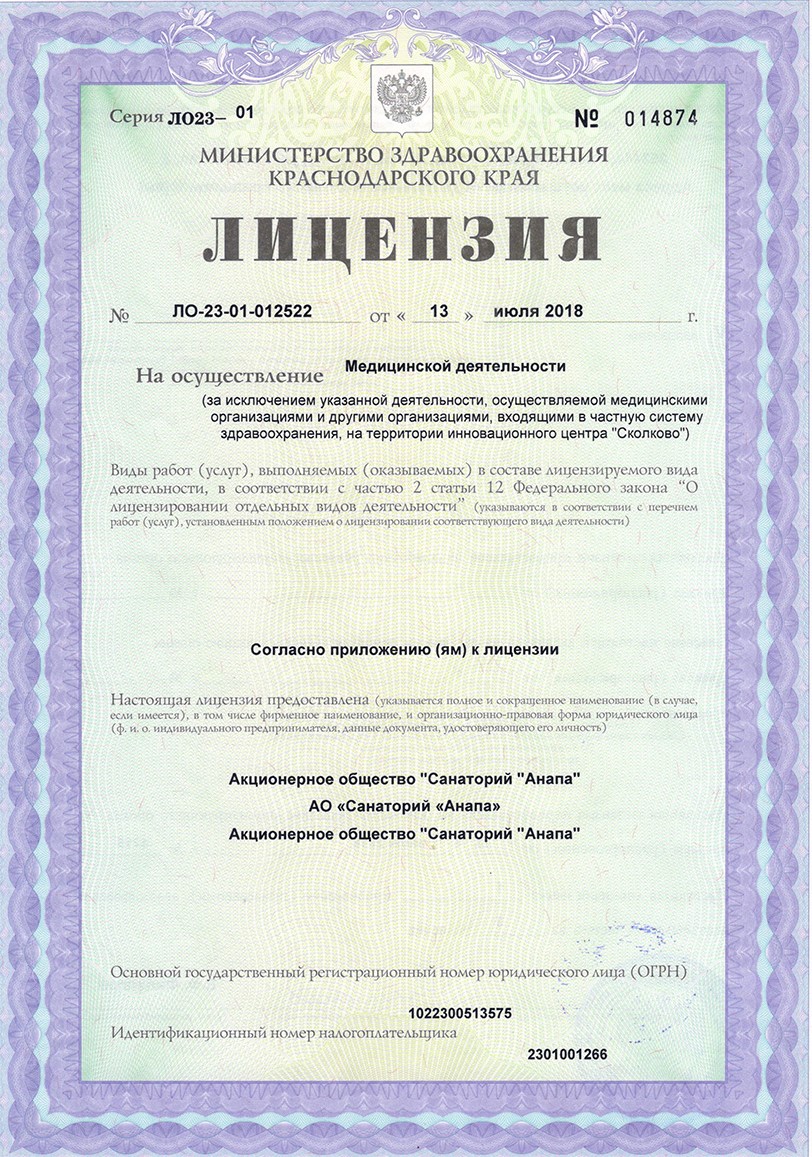 Серия ЛО23– 01
№ 014874
МИНИСТЕРСТВО ЗДРАВООХРАНЕНИЯ
КРАСНОДАРСКОГО КРАЯ
ЛИЦЕНЗИЯ
№ ЛО-23-01-012522 от « 13 » июля 2018 г.
На осуществление Медицинской деятельности
(за исключением указанной деятельности, осуществляемой медицинскими
организациями и другими организациями, входящими в частную систему
здравоохранения, на территории инновационного центра "Сколково")
Виды работ (услуг), выполняемых (оказываемых) в составе лицензируемого вида
деятельности, в соответствии с частью 2 статьи 12 Федерального закона “О
лицензировании отдельных видов деятельности” (указываются в соответствии с перечнем
работ (услуг), установленным положением о лицензировании соответствующего вида деятельности)
Согласно приложению (ям) к лицензии
Настоящая лицензия предоставлена (указывается полное и сокращенное наименование (в случае,
если имеется), в том числе фирменное наименование, и организационно-правовая форма юридического лица
(ф. и. о. индивидуального предпринимателя, данные документа, удостоверяющего его личность)
Акционерное общество "Санаторий "Анапа"
АО «Санаторий «Анапа»
Акционерное общество "Санаторий "Анапа"
Основной государственный регистрационный номер юридического лица (ОГРН)
1022300513575
Идентификационный номер налогоплательщика
2301001266